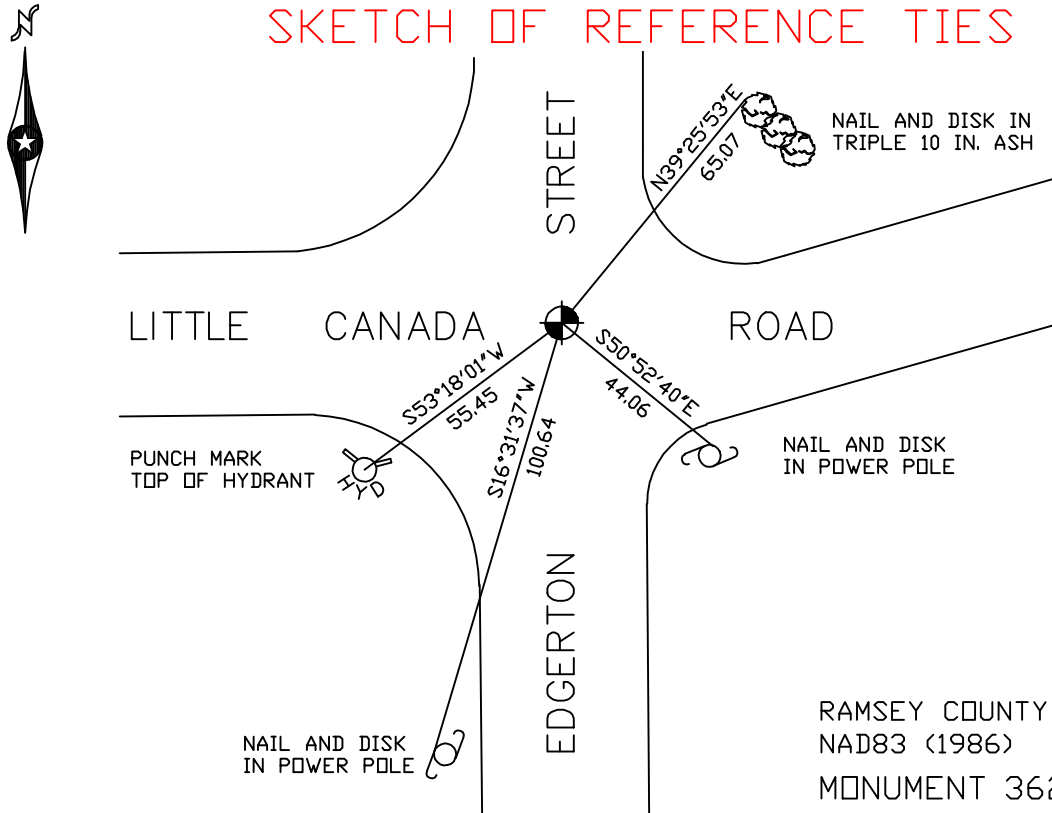 N
SKETCH OF REFERENCE TIES
STREET
N39°25'53"E
65.07
NAIL AND DISK IN
TRIPLE 10 IN. ASH
LITTLE CANADA ROAD
S53°18'01"W
55.45
S16°31'37"W
100.64
S50°52'40"E
44.06
PUNCH MARK
TOP OF HYDRANT
HYD
NAIL AND DISK
IN POWER POLE
EDGERTON
NAIL AND DISK
IN POWER POLE
RAMSEY COUNTY
NAD83 (1986)
MONUMENT 362